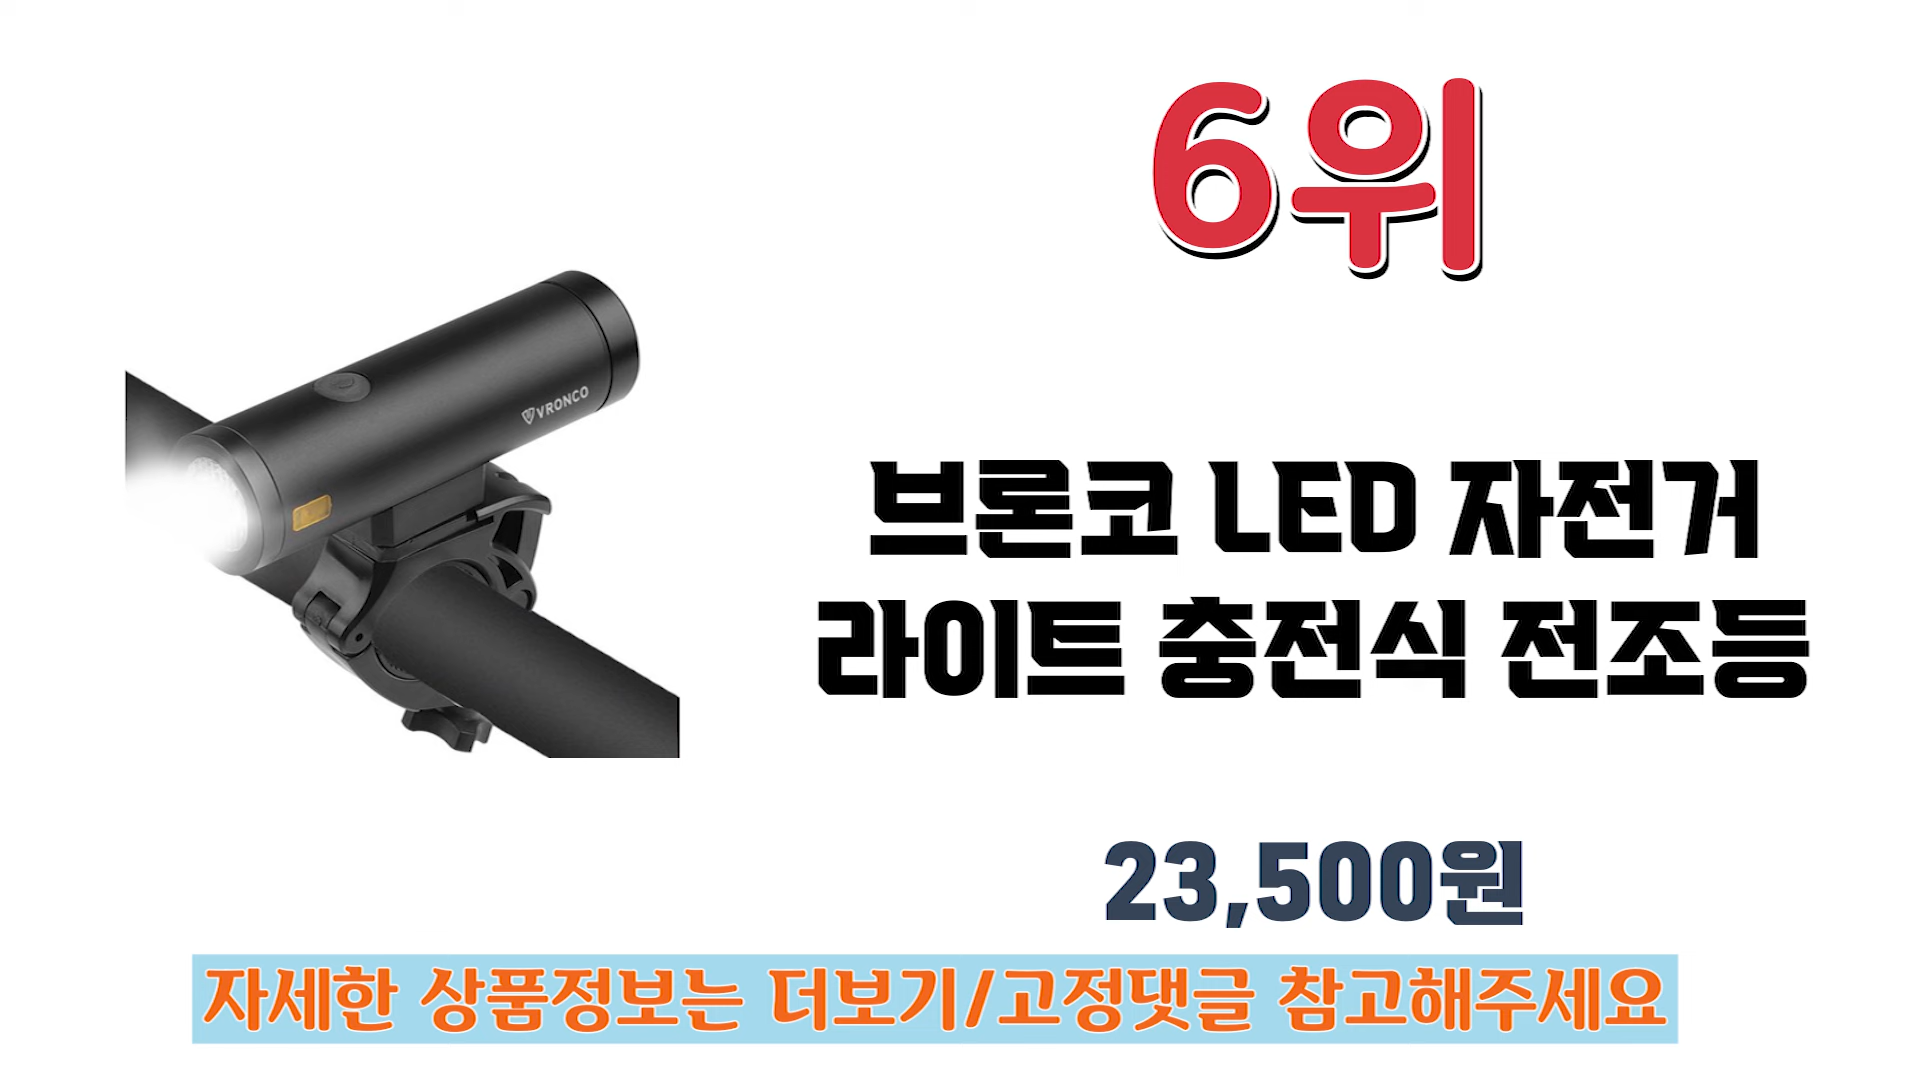 6위
VRONCO
브론코 LED 자전거
라이트 충전식 전조등
23,500원
자세한 상품정보는 더보기/고정댓글 참고해주세요